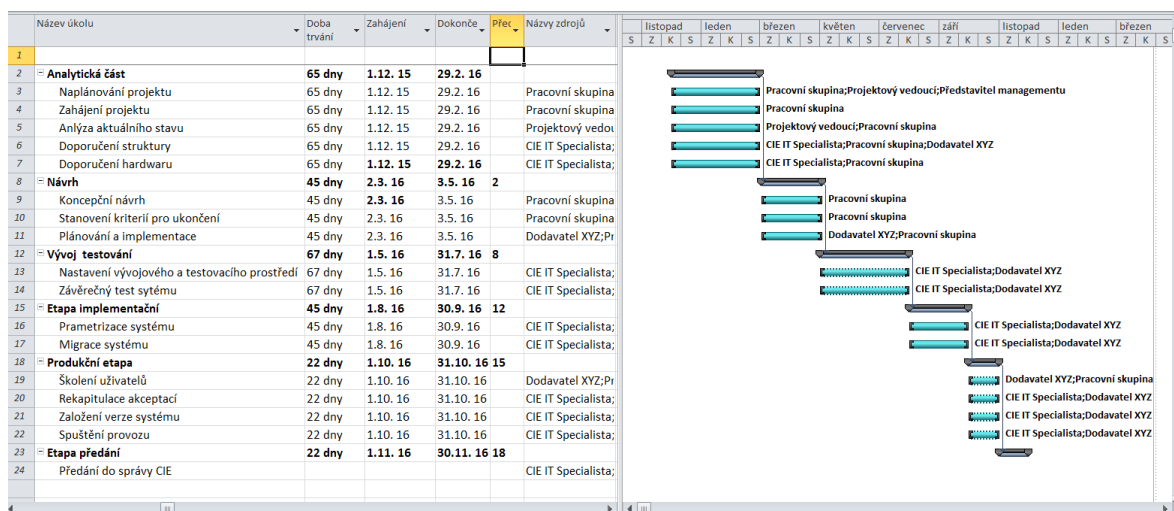 Název úkolu Doba trvání Zahájení Dokonče Přec Názvy zdrojů
listopad leden březen květen červenec září listopad leden březen
S Z K S Z K S Z K S Z K S Z K S Z K S Z K S Z K S Z K S
1
2 Analytická část 65 dny 1.12. 15 29.2. 16
3 Naplánování projektu 65 dny 1.12. 15 29.2. 16 Pracovní skupina Pracovní skupina;Projektový vedoucí;Představitel managementu
4 Zahájení projektu 65 dny 1.12. 15 29.2. 16 Pracovní skupina Pracovní skupina
5 Anlýza aktuálního stavu 65 dny 1.12. 15 29.2. 16 Projektový vedou Projektový vedoucí;Pracovní skupina
6 Doporučení struktury 65 dny 1.12. 15 29.2. 16 CIE IT Specialista; CIE IT Specialista;Pracovní skupina;Dodavatel XYZ
7 Doporučení hardwaru 65 dny 1.12. 15 29.2. 16 CIE IT Specialista; CIE IT Specialista;Pracovní skupina
8 Návrh 45 dny 2.3. 16 3.5. 16 2
9 Koncepční návrh 45 dny 2.3. 16 3.5. 16 Pracovní skupina Pracovní skupina
10 Stanovení kriterií pro ukončení 45 dny 2.3. 16 3.5. 16 Pracovní skupina Pracovní skupina
11 Plánování a implementace 45 dny 2.3. 16 3.5. 16 Dodavatel XYZ;Pr Dodavatel XYZ;Pracovní skupina
12 Vývoj testování 67 dny 1.5. 16 31.7. 16 8
13 Nastavení vývojového a testovacího prostředí 67 dny 1.5. 16 31.7. 16 CIE IT Specialista; CIE IT Specialista;Dodavatel XYZ
14 Závěrečný test sytému 67 dny 1.5. 16 31.7. 16 CIE IT Specialista; CIE IT Specialista;Dodavatel XYZ
15 Etapa implementační 45 dny 1.8. 16 30.9. 16 12
16 Prametrizace systému 45 dny 1.8. 16 30.9. 16 CIE IT Specialista; CIE IT Specialista;Dodavatel XYZ
17 Migrace systému 45 dny 1.8. 16 30.9. 16 CIE IT Specialista; CIE IT Specialista;Dodavatel XYZ
18 Produkční etapa 22 dny 1.10. 16 31.10. 16 15
19 Školení uživatelů 22 dny 1.10. 16 31.10. 16 Dodavatel XYZ;Pr Dodavatel XYZ;Pracovní skupina
20 Rekapitulace akceptací 22 dny 1.10. 16 31.10. 16 CIE IT Specialista; CIE IT Specialista;Dodavatel XYZ
21 Založení verze systému 22 dny 1.10. 16 31.10. 16 CIE IT Specialista; CIE IT Specialista;Dodavatel XYZ
22 Spuštění provozu 22 dny 1.10. 16 31.10. 16 CIE IT Specialista; CIE IT Specialista;Dodavatel XYZ
23 Etapa předání 22 dny 1.11. 16 30.11. 16 18
24 Předání do správy CIE CIE IT Specialista;